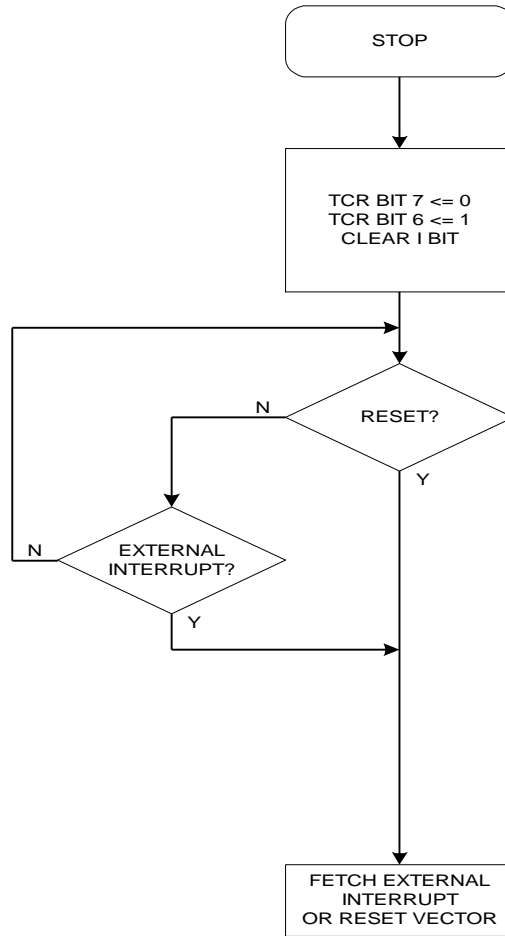 STOP
TCR BIT 7 <= 0
TCR BIT 6 <= 1
CLEAR I BIT
N
RESET?
Y
N
EXTERNAL
INTERRUPT?
Y
FETCH EXTERNAL
INTERRUPT
OR RESET VECTOR